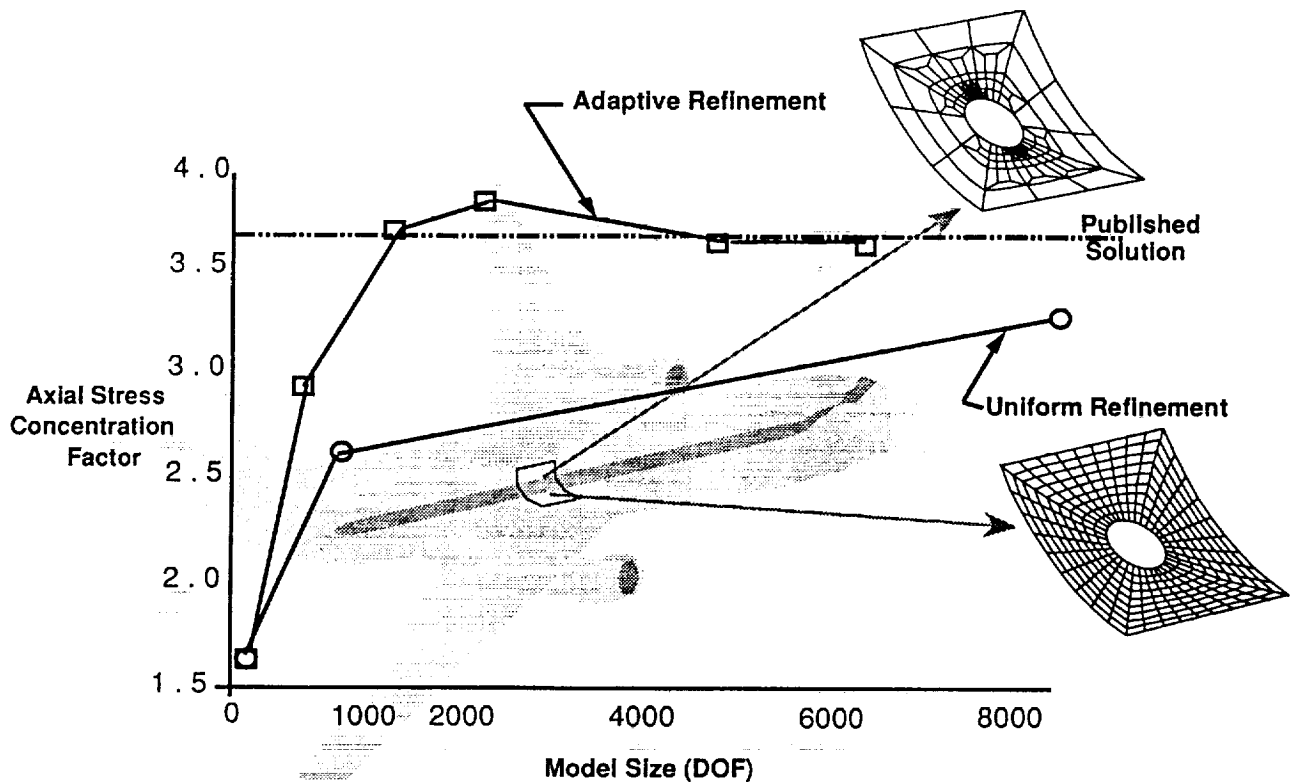 Adaptive Refinement
4.0
Published
Solution
3.5
3.0
Axial Stress
Concentration
Factor
Uniform Refinement
2.5
2.0
1.5
0 1000 2000 4000 6000 8000
Model Size (DOF)